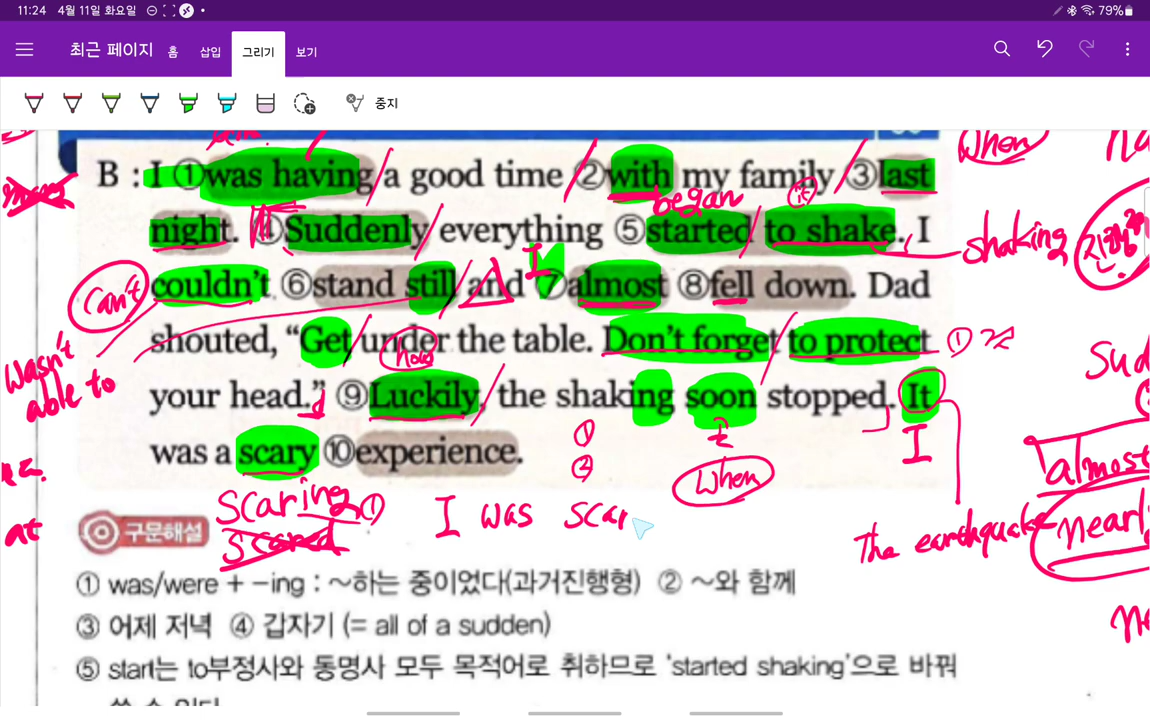 11:24 4월 11일 화요일 79%
최근 페이지 홈 삽입 그리기 보기
중지
when
B : I ①was having a good time ②with my family ③last
began
night. ④Suddenly everything ⑤started to shake. I
shaking
can't
I
couldn't ⑥stand still and ⑦almost ⑧fell down. Dad
shouted, “Get under the table. Don't forget to protect
wasn't
able to
your head.” ⑨Luckily, the shaking soon stopped. It
① ②
I
was a scary ⑩experience.
when
almost
scaring ①
scared
I was scar
The earthquake
nearl
at
구문해설
① was/were + -ing : ~하는 중이었다(과거진행형) ② ~와 함께
③ 어제 저녁 ④ 갑자기 (= all of a sudden)
⑤ start는 to부정사와 동명사 모두 목적어로 취하므로 'started shaking'으로 바꿔